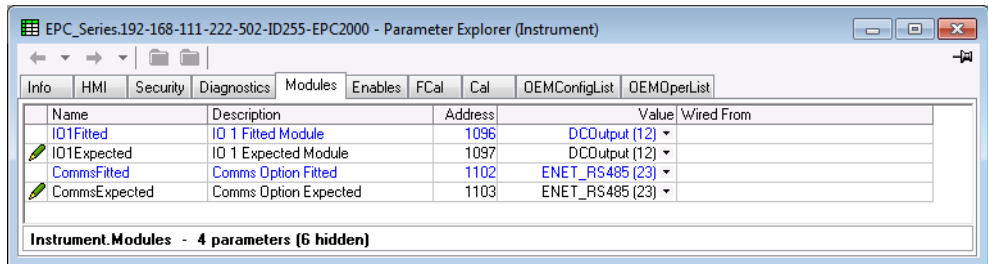 EPC_Series.192-168-111-222-502-ID255-EPC2000 - Parameter Explorer (Instrument)
Info HMI Security Diagnostics Modules Enables FCal Cal OEMConfigList OEMOperList
Name Description Address Value Wired From
IO1Fitted IO 1 Fitted Module 1096 DCOutput (12)
IO1Expected IO 1 Expected Module 1097 DCOutput (12)
CommsFitted Comms Option Fitted 1102 ENET_RS485 (23)
CommsExpected Comms Option Expected 1103 ENET_RS485 (23)
Instrument.Modules - 4 parameters (6 hidden)